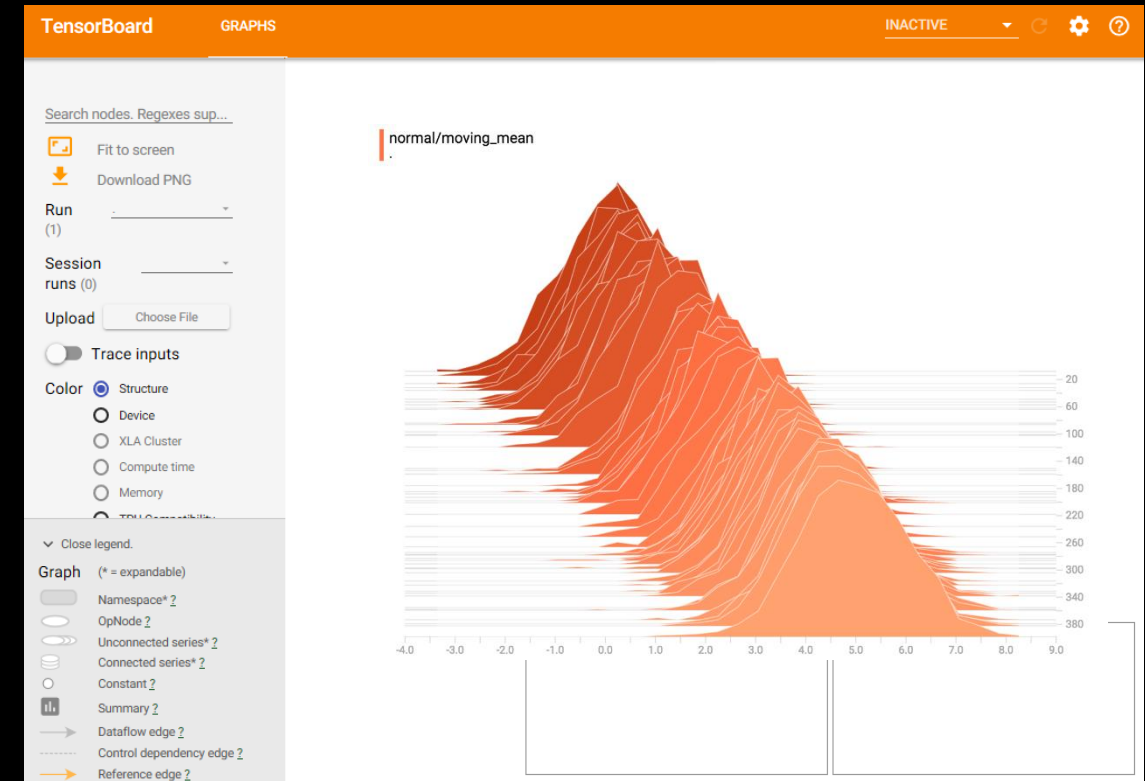 TensorBoard
GRAPHS
INACTIVE
Search nodes. Regexes sup...
Fit to screen
Download PNG
Run
(1)
.
Session
runs (0)
Upload
Choose File
Trace inputs
Color
Structure
Device
XLA Cluster
Compute time
Memory
TPU Compatibility
Close legend.
Graph (* = expandable)
Namespace* ?
OpNode ?
Unconnected series* ?
Connected series* ?
Constant ?
Summary ?
Dataflow edge ?
Control dependency edge ?
Reference edge ?
normal/moving_mean
.
20
60
100
140
180
220
260
300
340
380
-4.0 -3.0 -2.0 -1.0 0.0 1.0 2.0 3.0 4.0 5.0 6.0 7.0 8.0 9.0